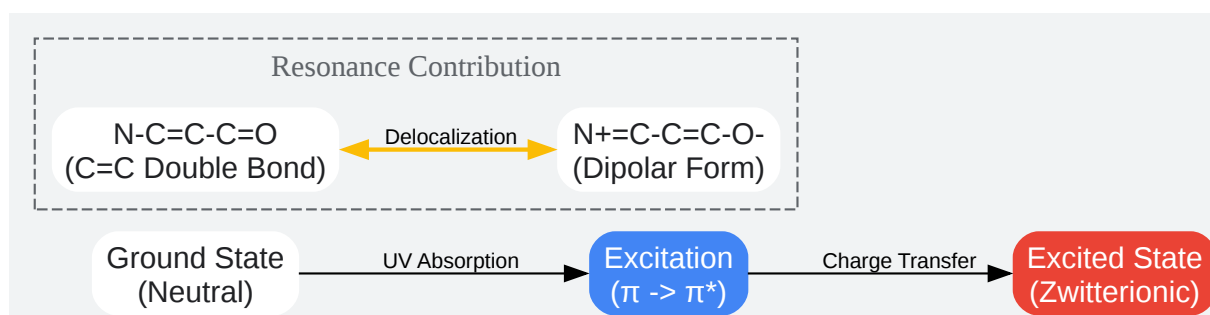 Resonance Contribution
N-C=C-C=O
(C=C Double Bond)
Delocalization
N+=C-C=C-O-
(Dipolar Form)
Ground State
(Neutral)
UV Absorption
Excitation
(π -> π*)
Charge Transfer
Excited State
(Zwitterionic)